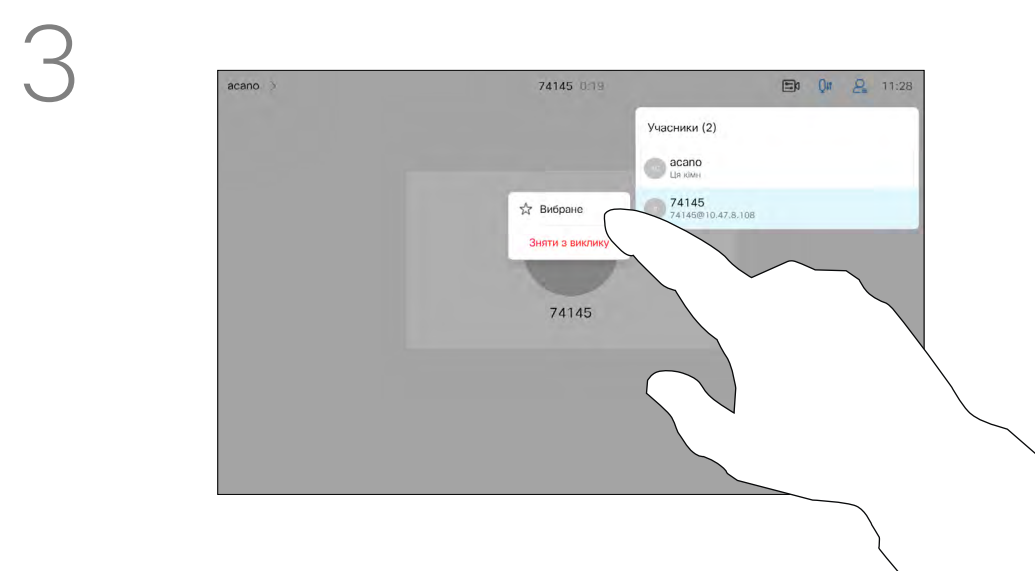 3
acano
74145 0:19
11:28
Учасники (2)
acano
Ця кімн
74145
74145@10.47.8.108
Вибране
Зняти з виклику
74145